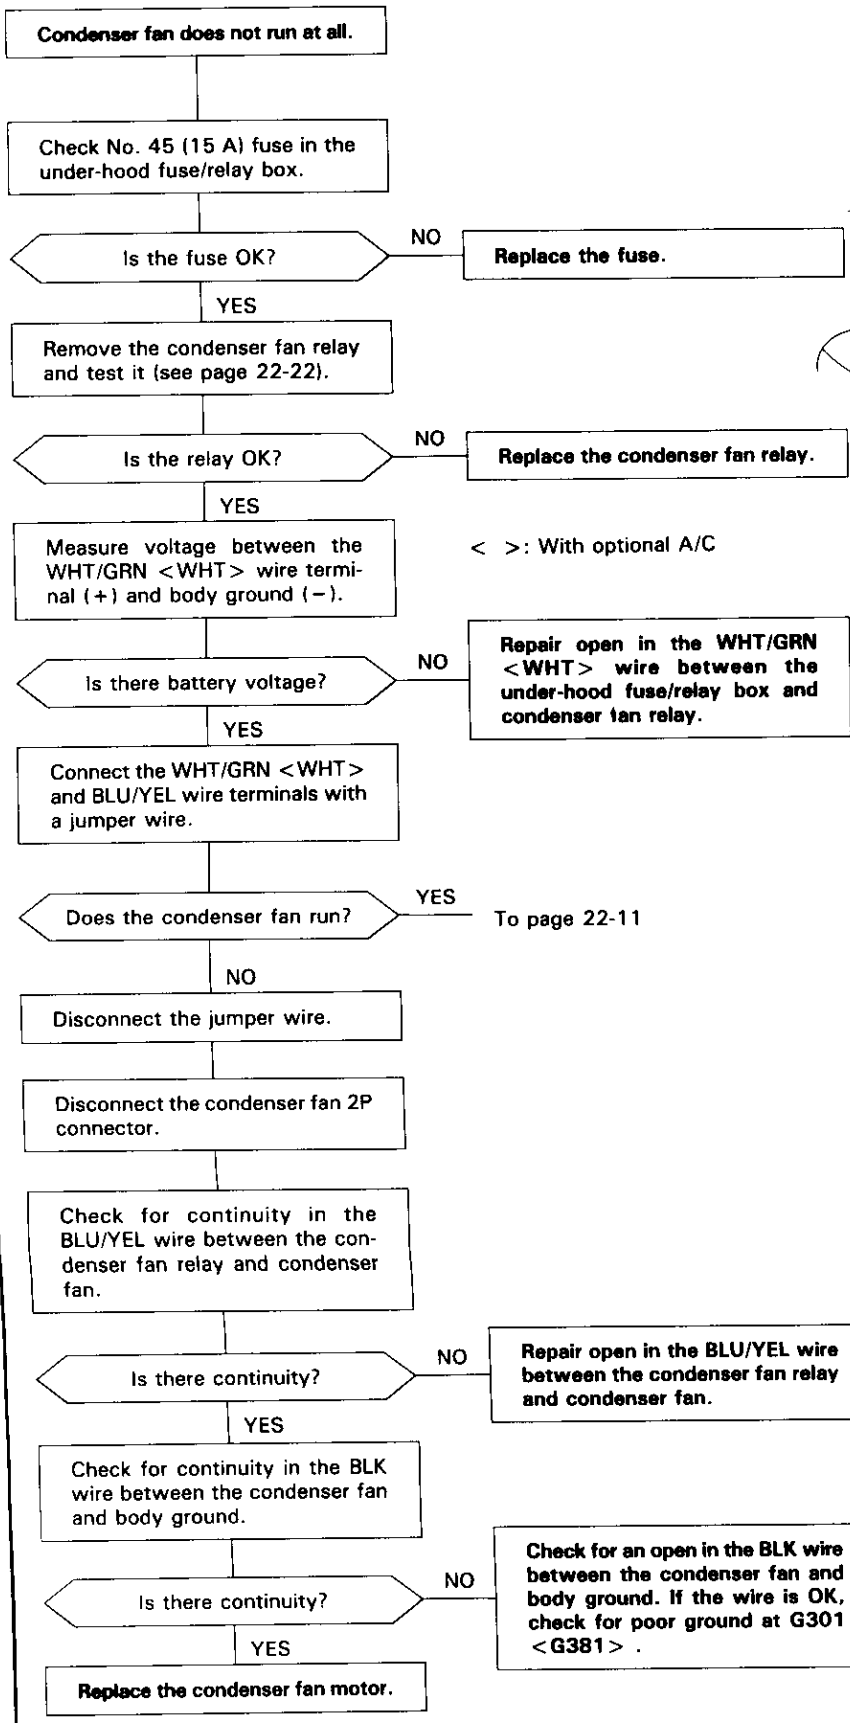 Condenser fan does not run at all.
Check No. 45 (15 A) fuse in the
under-hood fuse/relay box.
Is the fuse OK?
NO
Replace the fuse.
YES
Remove the condenser fan relay
and test it (see page 22-22).
Is the relay OK?
NO
Replace the condenser fan relay.
YES
Measure voltage between the
WHT/GRN <WHT> wire termi-
nal (+) and body ground (−).
< >: With optional A/C
Is there battery voltage?
NO
Repair open in the WHT/GRN
<WHT> wire between the
under-hood fuse/relay box and
condenser fan relay.
YES
Connect the WHT/GRN <WHT>
and BLU/YEL wire terminals with
a jumper wire.
Does the condenser fan run?
YES
To page 22-11
NO
Disconnect the jumper wire.
Disconnect the condenser fan 2P
connector.
Check for continuity in the
BLU/YEL wire between the con-
denser fan relay and condenser
fan.
Is there continuity?
NO
Repair open in the BLU/YEL wire
between the condenser fan relay
and condenser fan.
YES
Check for continuity in the BLK
wire between the condenser fan
and body ground.
Is there continuity?
NO
Check for an open in the BLK wire
between the condenser fan and
body ground. If the wire is OK,
check for poor ground at G301
<G381> .
YES
Replace the condenser fan motor.